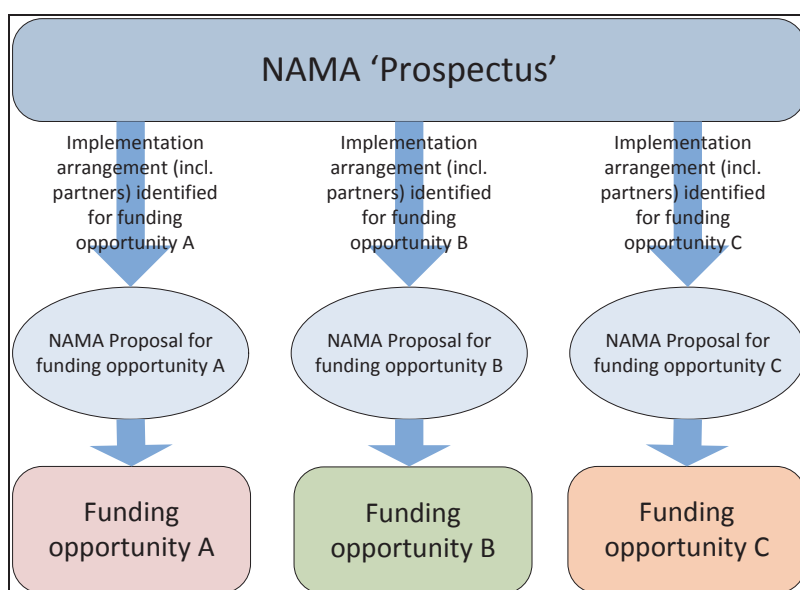 NAMA ‘Prospectus’
Implementation
arrangement (incl.
partners) identified
for funding
opportunity A
Implementation
arrangement (incl.
partners) identified
for funding
opportunity B
Implementation
arrangement (incl.
partners) identified
for funding
opportunity C
NAMA Proposal for
funding opportunity A
NAMA Proposal for
funding opportunity B
NAMA Proposal for
funding opportunity C
Funding
opportunity A
Funding
opportunity B
Funding
opportunity C